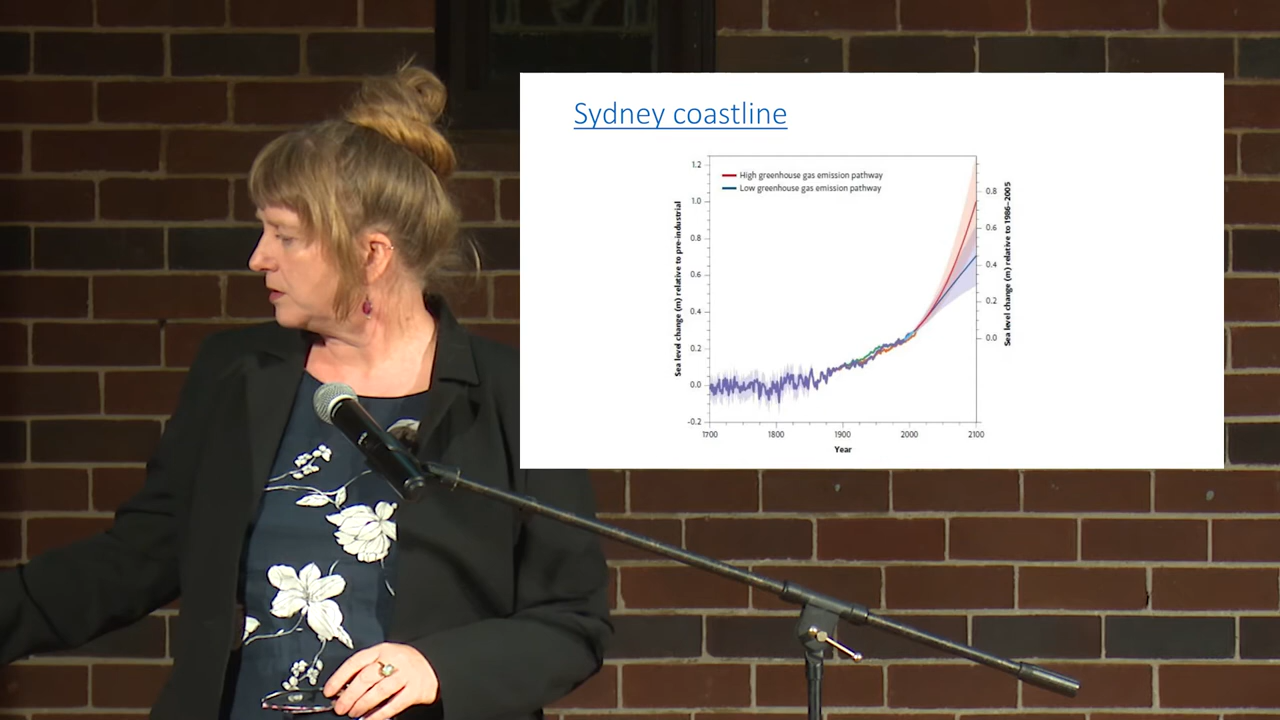 Sydney coastline
High greenhouse gas emission pathway
Low greenhouse gas emission pathway
Sea level change (m) relative to pre-industrial
1.2
1.0
0.8
0.6
0.4
0.2
0.0
-0.2
0.8
0.6
0.4
0.2
0.0
Sea level change (m) relative to 1986–2005
1700 1800 1900 2000 2100
Year